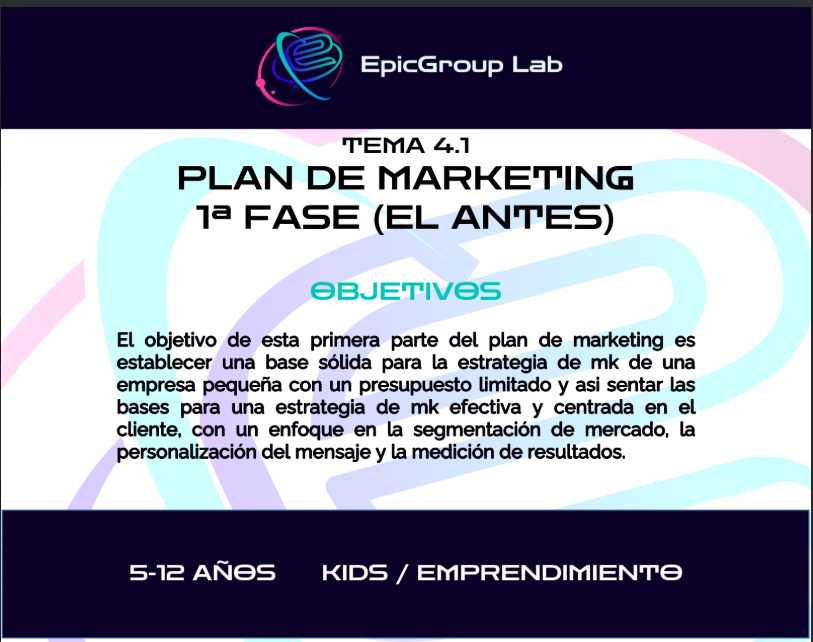 EpicGroup Lab
TEMA 4.1
PLAN DE MARKETING
1ª FASE (EL ANTES)
OBJETIVOS
El objetivo de esta primera parte del plan de marketing es
establecer una base sólida para la estrategia de mk de una
empresa pequeña con un presupuesto limitado y asi sentar las
bases para una estrategia de mk efectiva y centrada en el
cliente, con un enfoque en la segmentación de mercado, la
personalización del mensaje y la medición de resultados.
5-12 AÑOS KIDS / EMPRENDIMIENTO